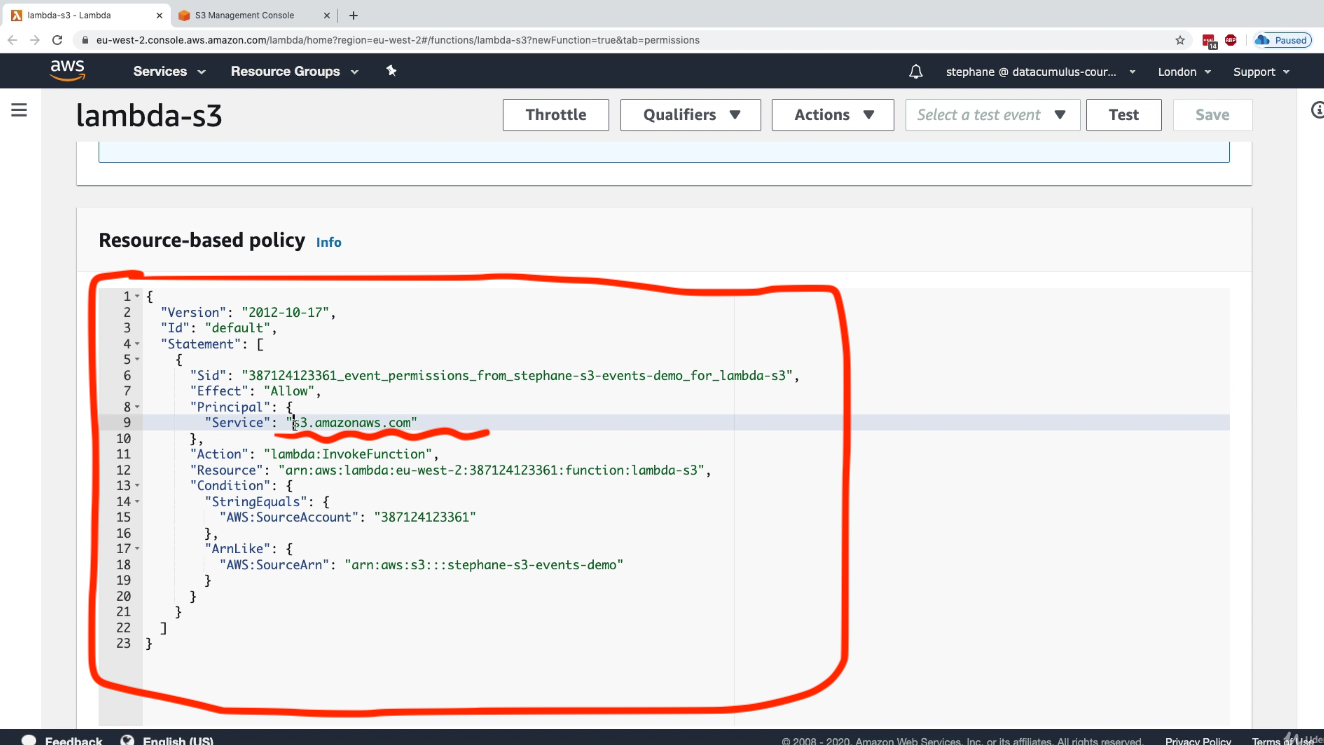 lambda-s3 - Lambda
S3 Management Console
eu-west-2.console.aws.amazon.com/lambda/home?region=eu-west-2#/functions/lambda-s3?newFunction=true&tab=permissions
14
ABP
Paused
aws
Services
Resource Groups
stephane @ datacumulus-cour...
London
Support
lambda-s3
Throttle
Qualifiers
Actions
Select a test event
Test
Save
Resource-based policy Info
1 {
2 "Version": "2012-10-17",
3 "Id": "default",
4 "Statement": [
5 {
6 "Sid": "387124123361_event_permissions_from_stephane-s3-events-demo_for_lambda-s3",
7 "Effect": "Allow",
8 "Principal": {
9 "Service": "s3.amazonaws.com"
10 },
11 "Action": "lambda:InvokeFunction",
12 "Resource": "arn:aws:lambda:eu-west-2:387124123361:function:lambda-s3",
13 "Condition": {
14 "StringEquals": {
15 "AWS:SourceAccount": "387124123361"
16 },
17 "ArnLike": {
18 "AWS:SourceArn": "arn:aws:s3:::stephane-s3-events-demo"
19 }
20 }
21 }
22 ]
23 }
Feedback
English (US)
© 2008 - 2020, Amazon Web Services, Inc. or its affiliates. All rights reserved.
Privacy Policy
Terms of Use